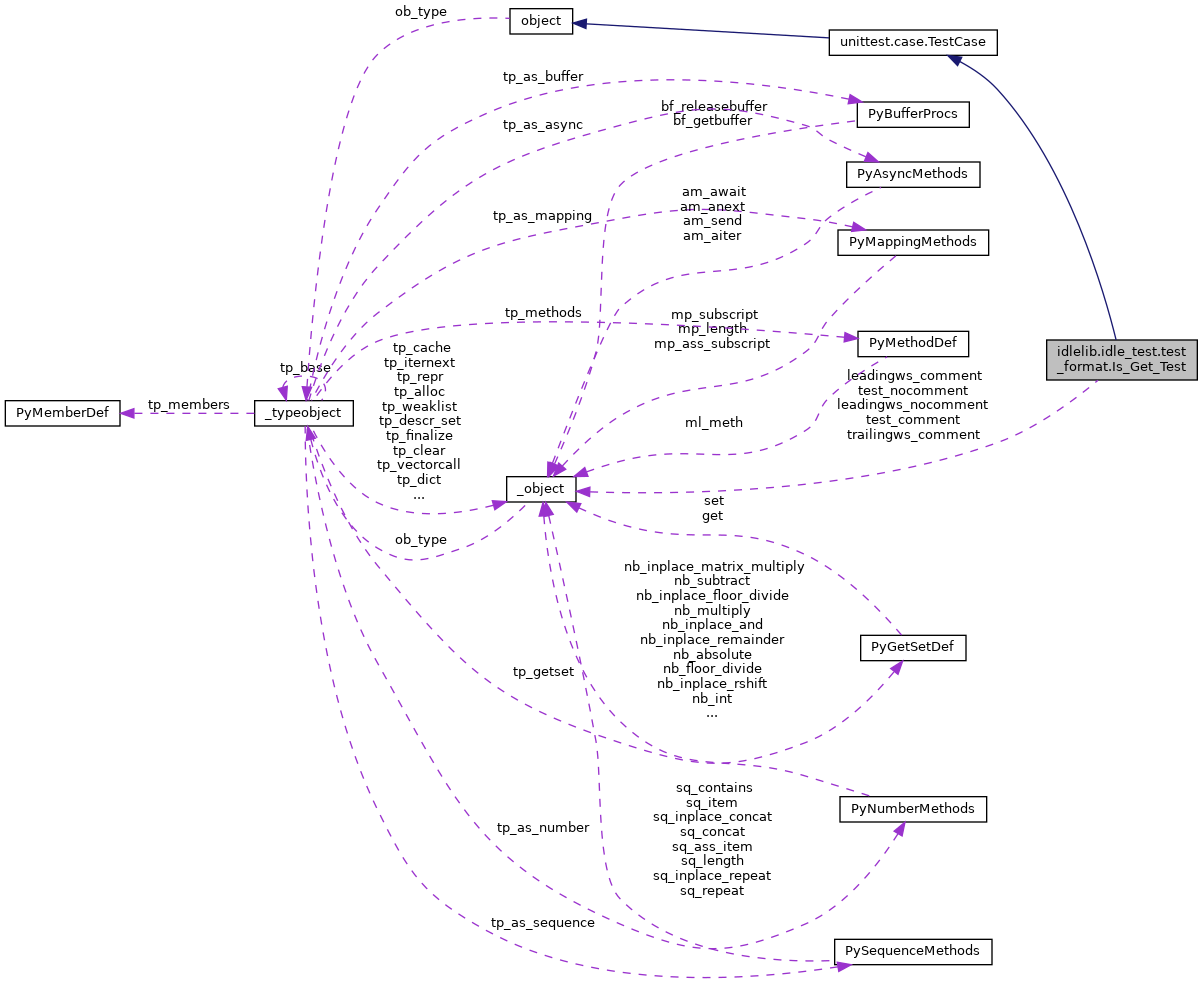 ob_type
object
unittest.case.TestCase
tp_as_buffer
bf_releasebuffer
bf_getbuffer
PyBufferProcs
tp_as_async
PyAsyncMethods
am_await
am_anext
am_send
am_aiter
tp_as_mapping
PyMappingMethods
tp_methods
mp_subscript
mp_length
mp_ass_subscript
PyMethodDef
idlelib.idle_test.test
_format.Is_Get_Test
tp_base
tp_cache
tp_iternext
tp_repr
tp_alloc
tp_weaklist
tp_descr_set
tp_finalize
tp_clear
tp_vectorcall
tp_dict
...
leadingws_comment
test_nocomment
leadingws_nocomment
test_comment
trailingws_comment
PyMemberDef
tp_members
_typeobject
ml_meth
_object
set
get
ob_type
nb_inplace_matrix_multiply
nb_subtract
nb_inplace_floor_divide
nb_multiply
nb_inplace_and
nb_inplace_remainder
nb_absolute
nb_floor_divide
nb_inplace_rshift
nb_int
...
PyGetSetDef
tp_getset
sq_contains
sq_item
sq_inplace_concat
sq_concat
sq_ass_item
sq_length
sq_inplace_repeat
sq_repeat
PyNumberMethods
tp_as_number
tp_as_sequence
PySequenceMethods